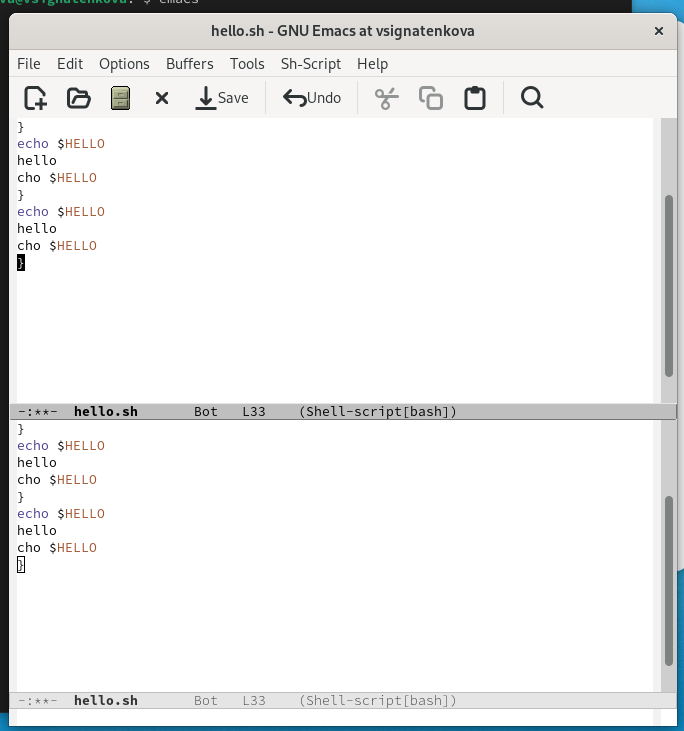 hello.sh - GNU Emacs at vsignatenkova
File Edit Options Buffers Tools Sh-Script Help
Save Undo
}
echo $HELLO
hello
cho $HELLO
}
echo $HELLO
hello
cho $HELLO
}
-:**- hello.sh Bot L33 (Shell-script[bash])
}
echo $HELLO
hello
cho $HELLO
}
echo $HELLO
hello
cho $HELLO
}
-:**- hello.sh Bot L33 (Shell-script[bash])